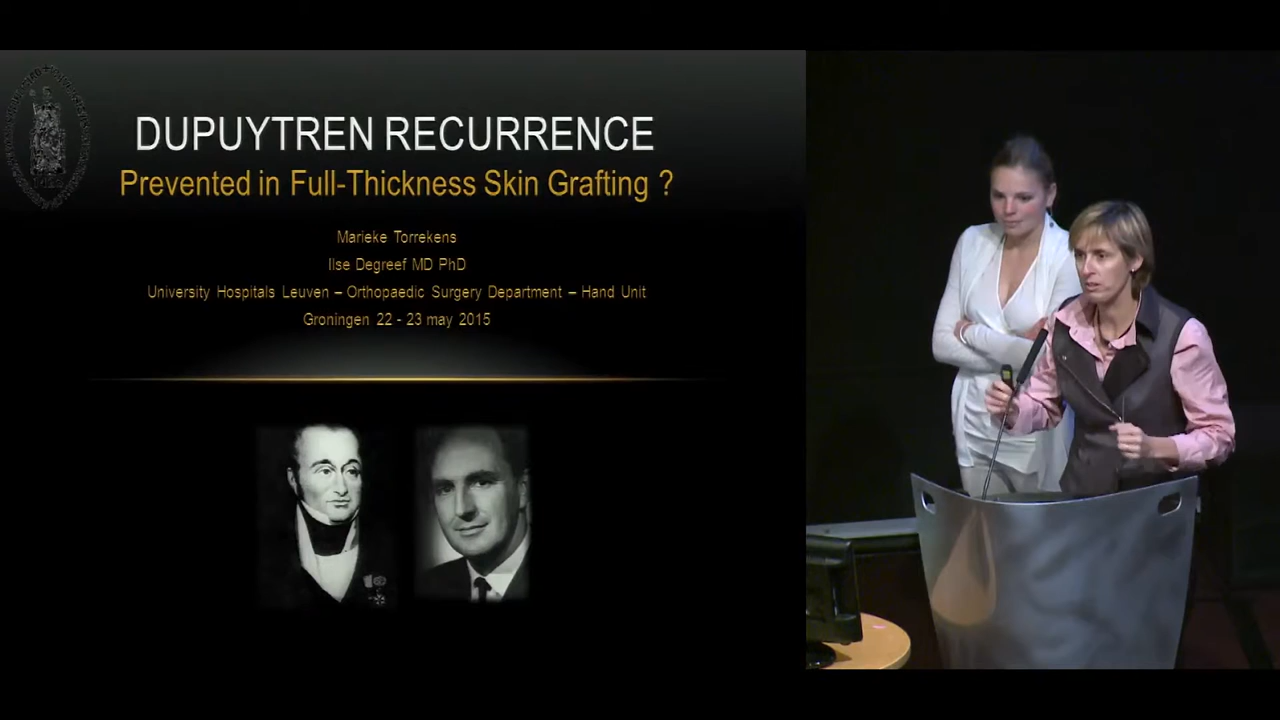 DUPUYTREN RECURRENCE
Prevented in Full-Thickness Skin Grafting ?
Marieke Torrekens
Ilse Degreef MD PhD
University Hospitals Leuven – Orthopaedic Surgery Department – Hand Unit
Groningen 22 - 23 may 2015